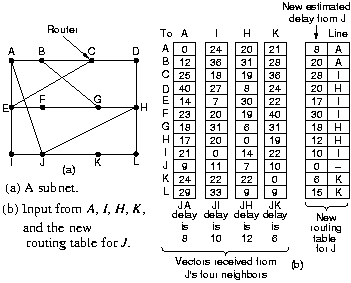 Router
A B C D
E F G H
I J K L
(a)
(a) A subnet.
(b) Input from A, I, H, K,
and the new
routing table for J.
New estimated
delay from J
To A I H K Line
A 0 24 20 21 8 A
B 12 36 31 28 20 A
C 25 18 19 36 28 I
D 40 27 8 24 20 H
E 14 7 30 22 17 I
F 23 20 19 40 30 I
G 18 31 6 31 18 H
H 17 20 0 19 12 H
I 21 0 14 22 10 I
J 9 11 7 10 0 –
K 24 22 22 0 6 K
L 29 33 9 9 15 K
JA JI JH JK
delay delay delay delay
is is is is
8 10 12 6
New
routing
table
for J
Vectors received from
J's four neighbors
(b)